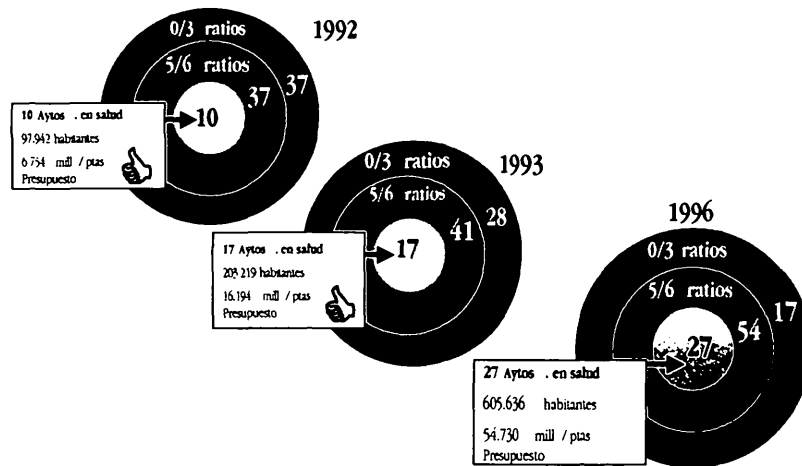 1992
0/3 ratios
5/6 ratios
37
37
10
10 Aytos . en salud
97.942 habitantes
6.754 mill / ptas
Presupuesto
1993
0/3 ratios
5/6 ratios
28
41
17
17 Aytos . en salud
203.219 habitantes
16.194 mill / ptas
Presupuesto
1996
0/3 ratios
5/6 ratios
17
54
27
27 Aytos . en salud
605.636 habitantes
54.730 mill / ptas
Presupuesto